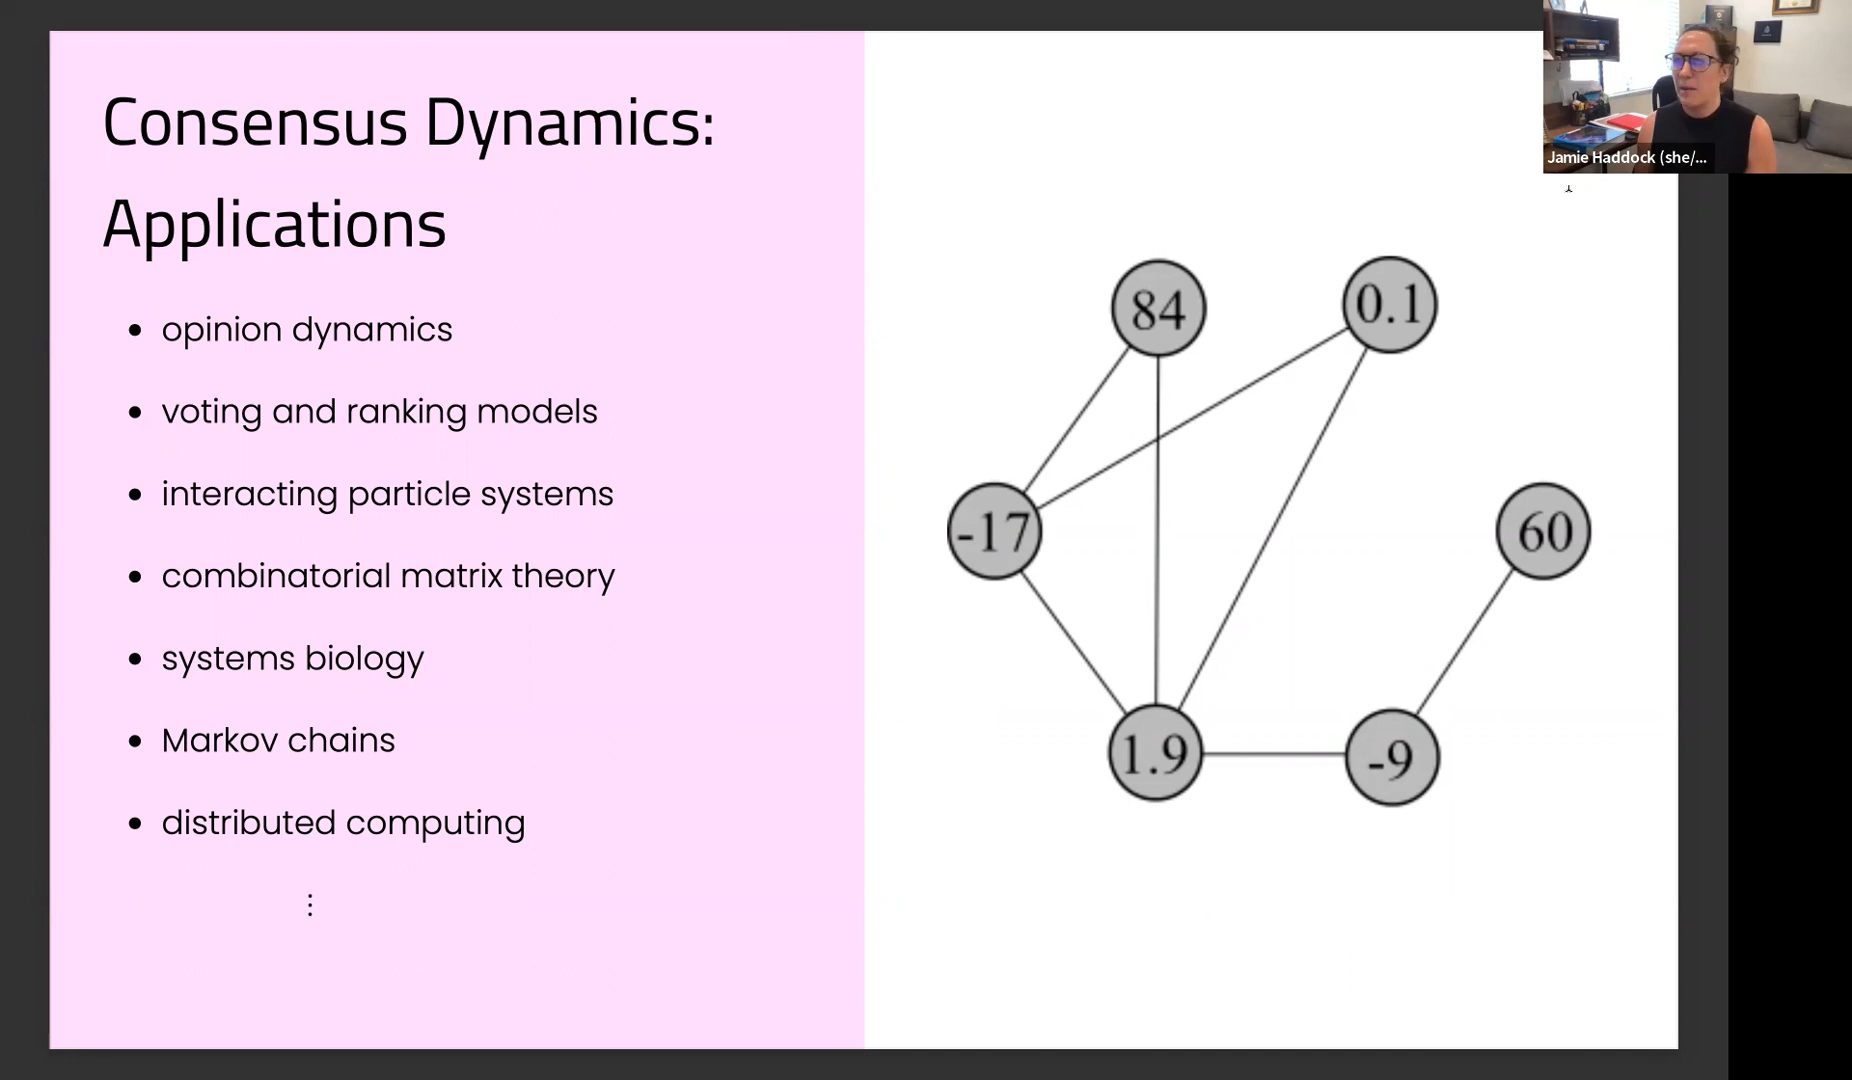 Consensus Dynamics:
Applications
• opinion dynamics
• voting and ranking models
• interacting particle systems
• combinatorial matrix theory
• systems biology
• Markov chains
• distributed computing
⋮
84
0.1
-17
60
1.9
-9
Jamie Haddock (she/...